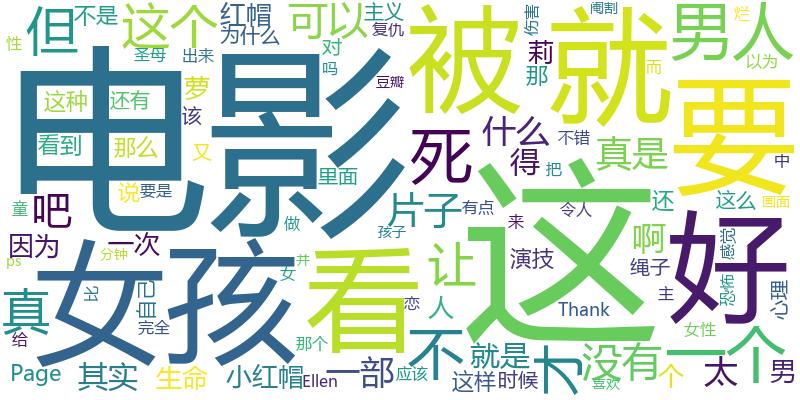 但 不是 这个 红帽 为什么 可以 主义 复仇 伤害 阉割 烂
性 圣母 出来 对 吗 被 就 男人 而 以为
电影 萝 该 莉 那 豆瓣
这种 还有
看到 那么 又 死 什么 得 不错 真是 要 中
童 说 要是 里面 片子 有点 把 这么 画面
吧 因为 一次 做 孩子 来 演技 令人 啊 还 感觉
女孩 看 让 这 好
ps 分钟 女 并 人 恋 绳子 主 恐怖 心理
真 给 比 自己 完全 那个 不 Thank 女性
Page 其实 生命 小红帽 Ellen 一部 应该 就是 这样 时候 才 喜欢 没有 个 一个 太 男